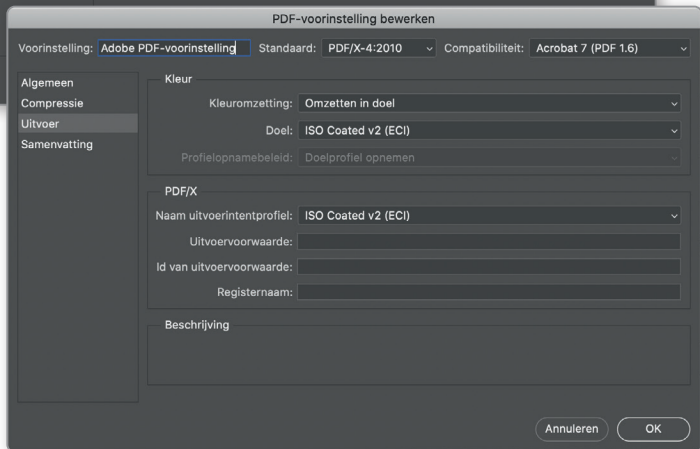 PDF-voorinstelling bewerken
Voorinstelling: Adobe PDF-voorinstelling Standaard: PDF/X-4:2010 Compatibiliteit: Acrobat 7 (PDF 1.6)
Algemeen
Compressie
Uitvoer
Samenvatting
Kleur
Kleuromzetting: Omzetten in doel
Doel: ISO Coated v2 (ECI)
Profielopnamebeleid: Doelprofiel opnemen
PDF/X
Naam uitvoerintentprofiel: ISO Coated v2 (ECI)
Uitvoervoorwaarde:
Id van uitvoervoorwaarde:
Registernaam:
Beschrijving
Annuleren OK